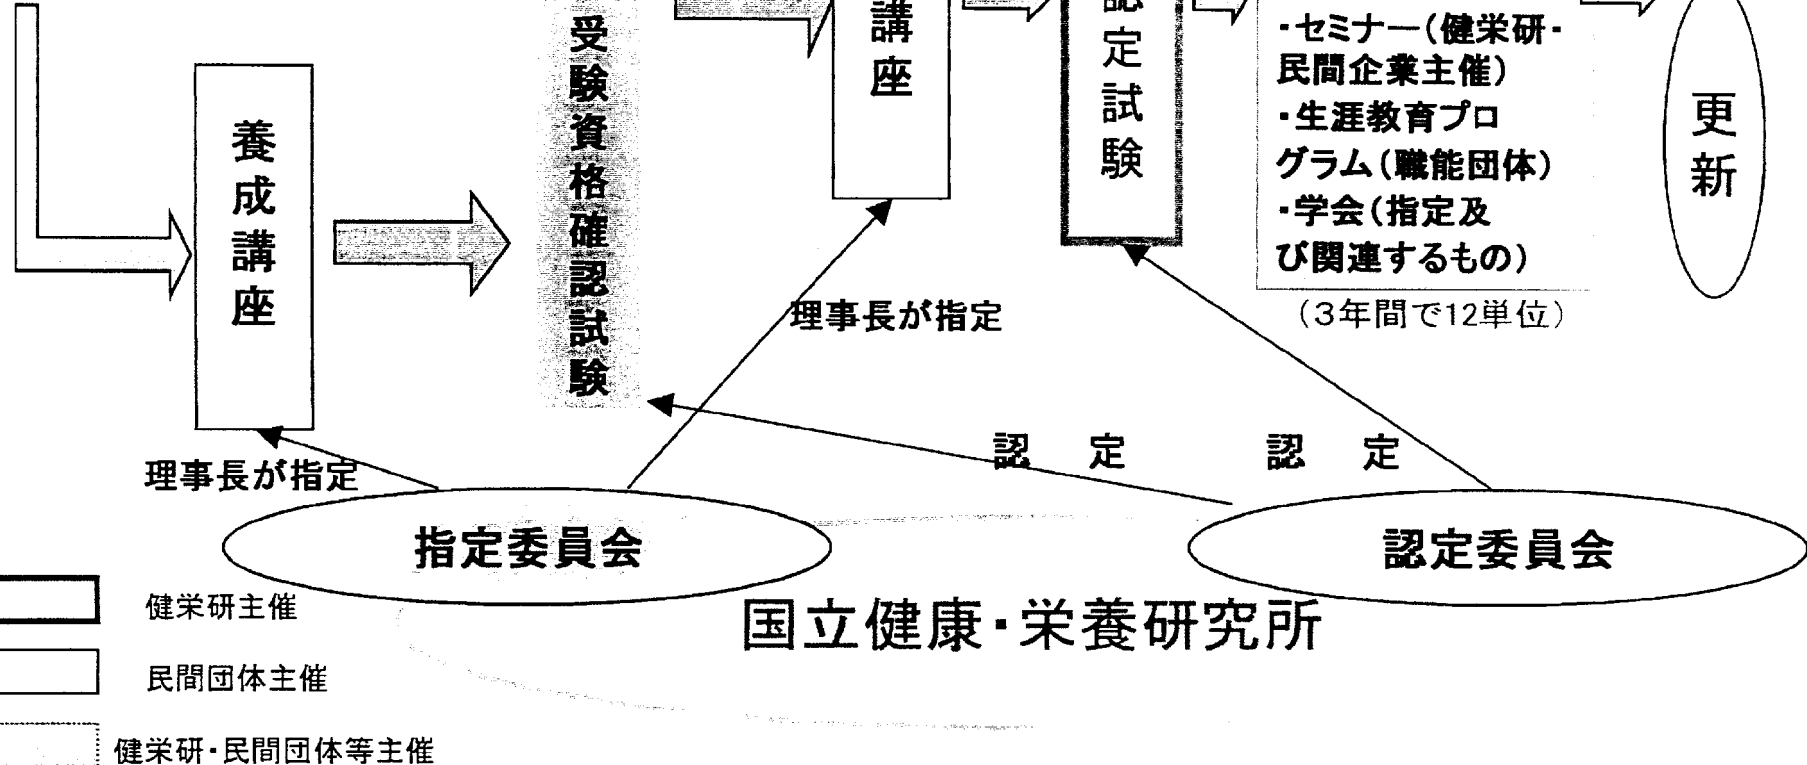 養成講座
受験資格確認試験
講座
認定試験
・セミナー(健栄研・
民間企業主催)
・生涯教育プロ
グラム(職能団体)
・学会(指定及
び関連するもの)
(3年間で12単位)
更新
理事長が指定
理事長が指定
認 定
認 定
指定委員会
認定委員会
国立健康・栄養研究所
健栄研主催
民間団体主催
健栄研・民間団体等主催